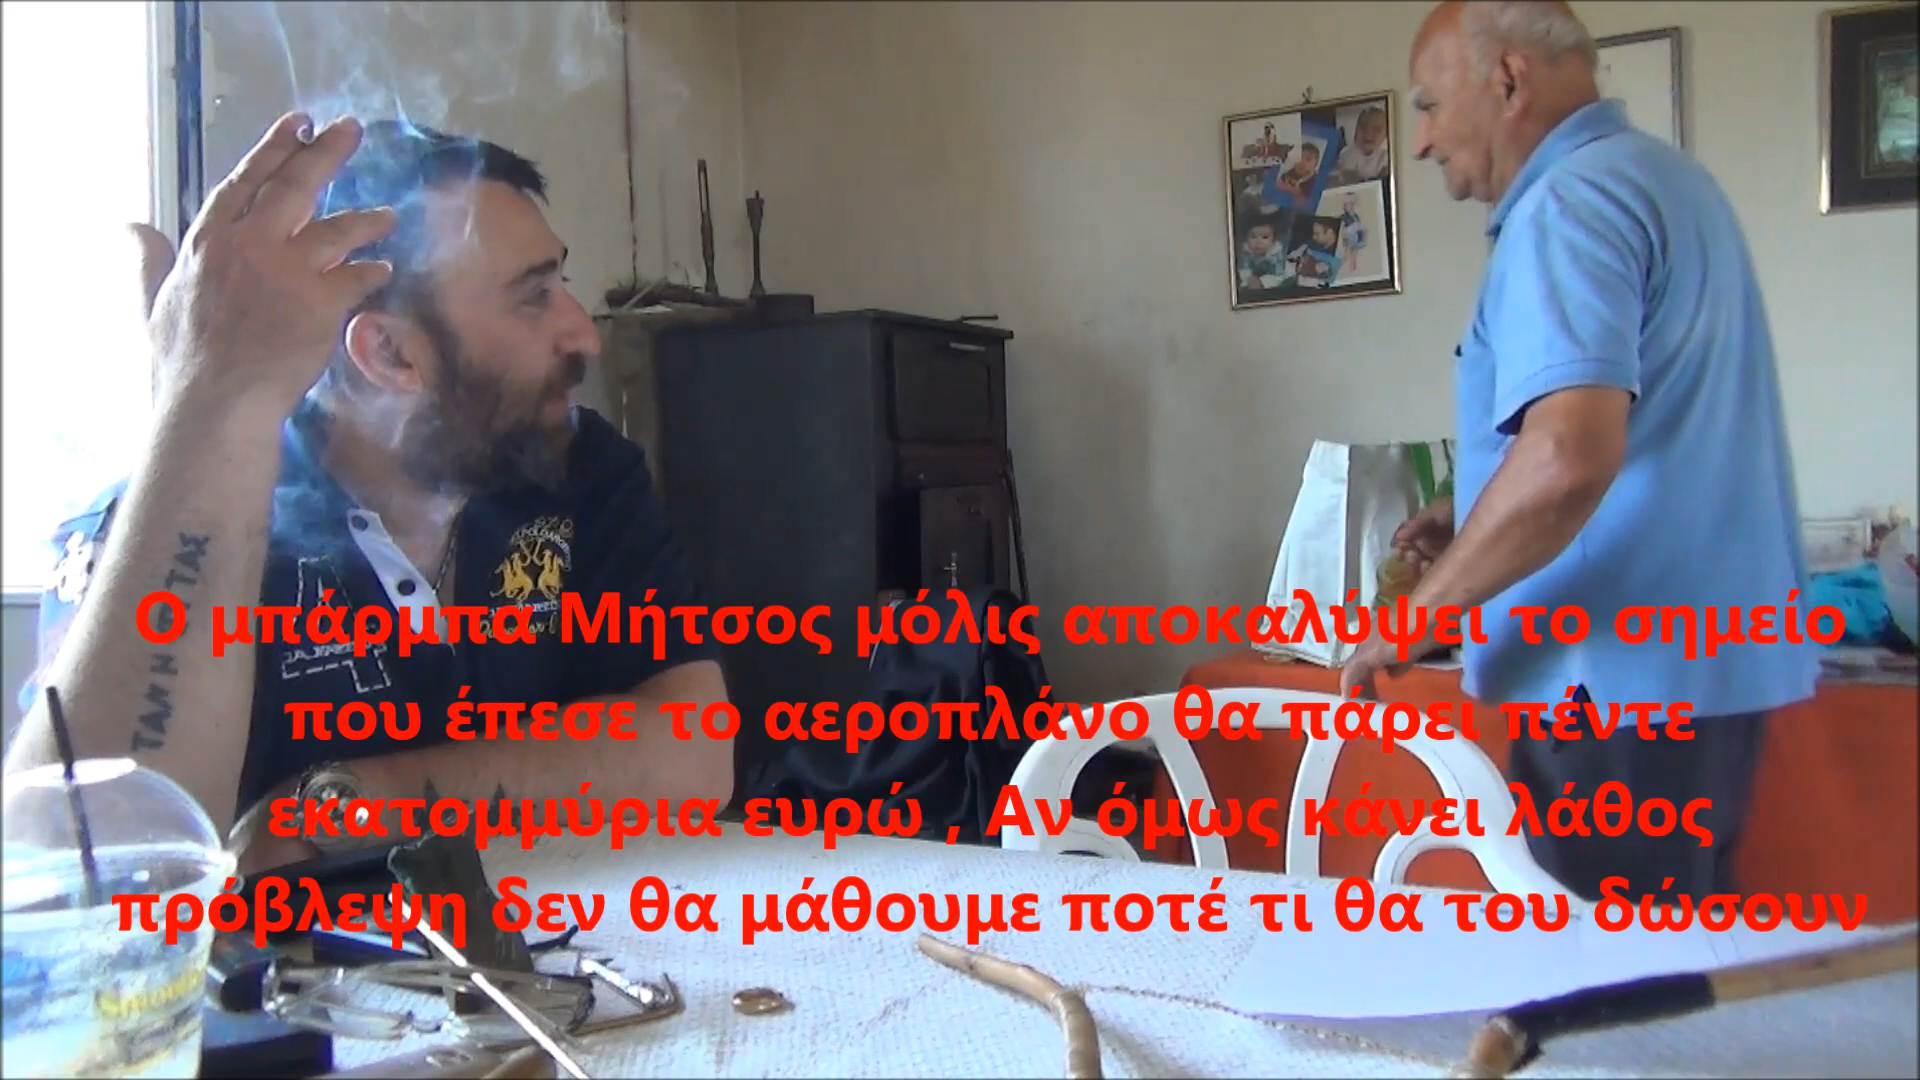 Ο μπάρμπα Μήτσος μόλις αποκαλύψει το σημείο
που έπεσε το αεροπλάνο θα πάρει πέντε
εκατομμύρια ευρώ , Αν όμως κάνει λάθος
πρόβλεψη δεν θα μάθουμε ποτέ τι θα του δώσουν